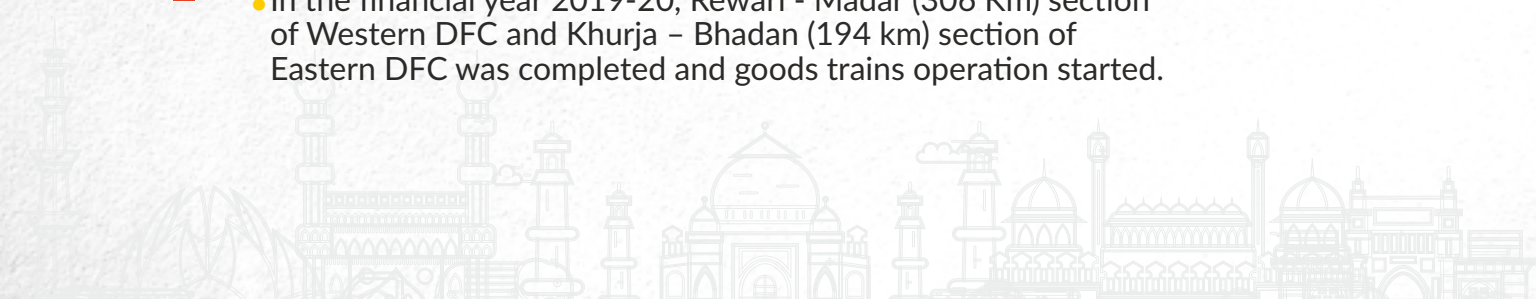 In the financial year 2019-20, Rewari - Madar (306 Km) section
of Western DFC and Khurja – Bhadan (194 km) section of
Eastern DFC was completed and goods trains operation started.